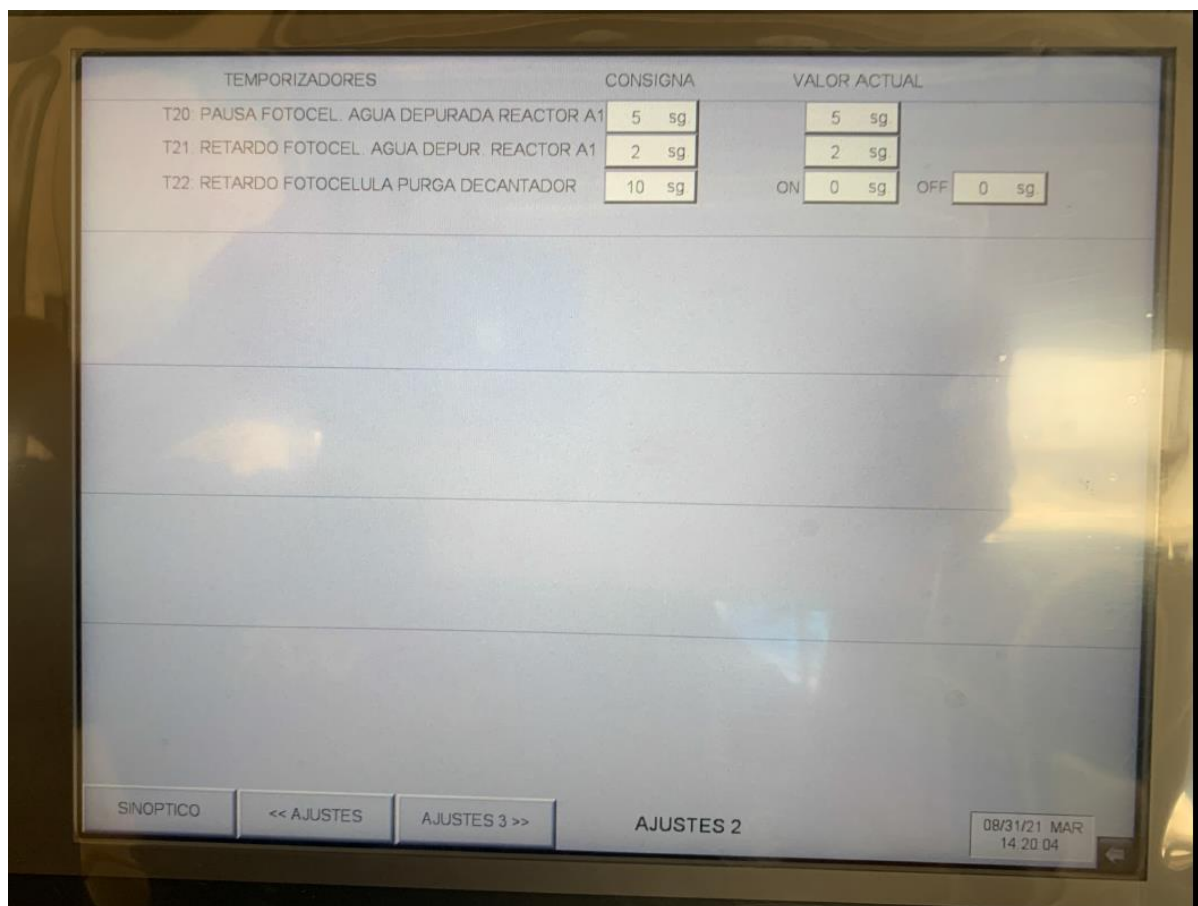 TEMPORIZADORES CONSIGNA VALOR ACTUAL
T20: PAUSA FOTOCEL. AGUA DEPURADA REACTOR A1 5 sg. 5 sg.
T21: RETARDO FOTOCEL. AGUA DEPUR. REACTOR A1 2 sg. 2 sg.
T22: RETARDO FOTOCELULA PURGA DECANTADOR 10 sg. ON 0 sg. OFF 0 sg.
SINOPTICO << AJUSTES AJUSTES 3 >> AJUSTES 2 08/31/21 MAR
14:20:04